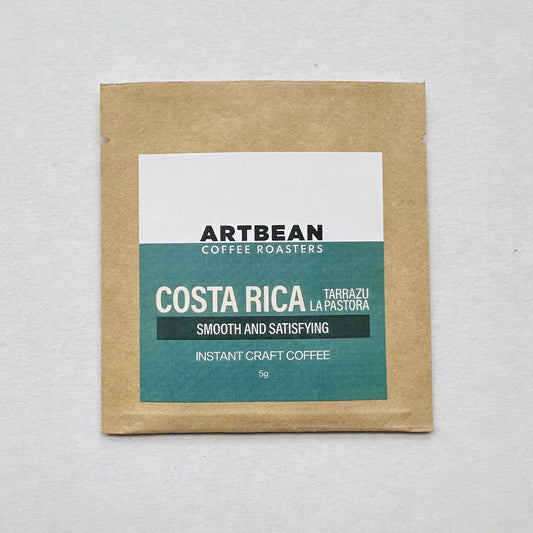 ARTBEAN
COFFEE ROASTERS
COSTA RICA TARRAZU
LA PASTORA
SMOOTH AND SATISFYING
INSTANT CRAFT COFFEE
5g